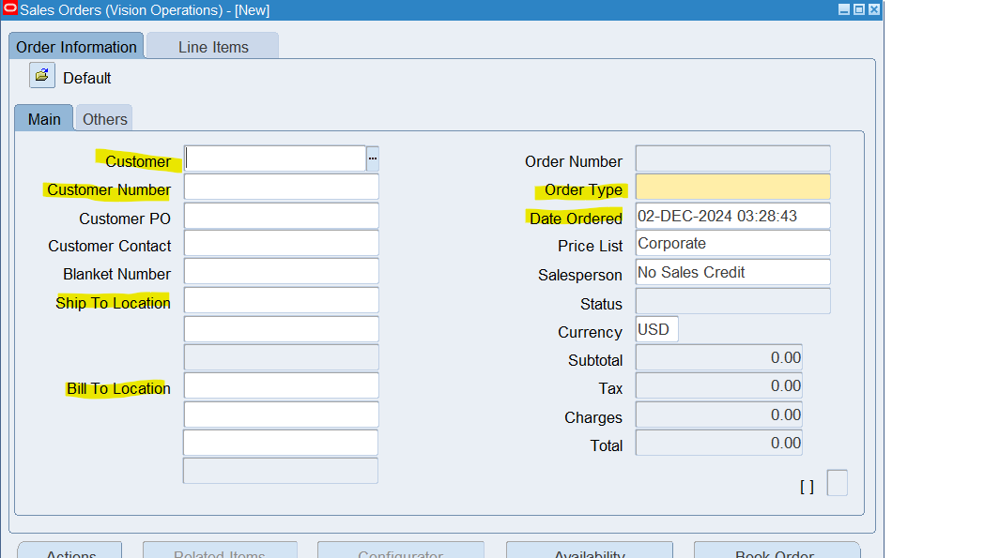 Sales Orders (Vision Operations) - [New]
Order Information
Line Items
Default
Main
Others
Customer
Customer Number
Customer PO
Customer Contact
Blanket Number
Ship To Location
Bill To Location
Order Number
Order Type
Date Ordered 02-DEC-2024 03:28:43
Price List Corporate
Salesperson No Sales Credit
Status
Currency USD
Subtotal 0.00
Tax 0.00
Charges 0.00
Total 0.00
[ ]
Actions
Related Items
Configurator
Availability
Book Order